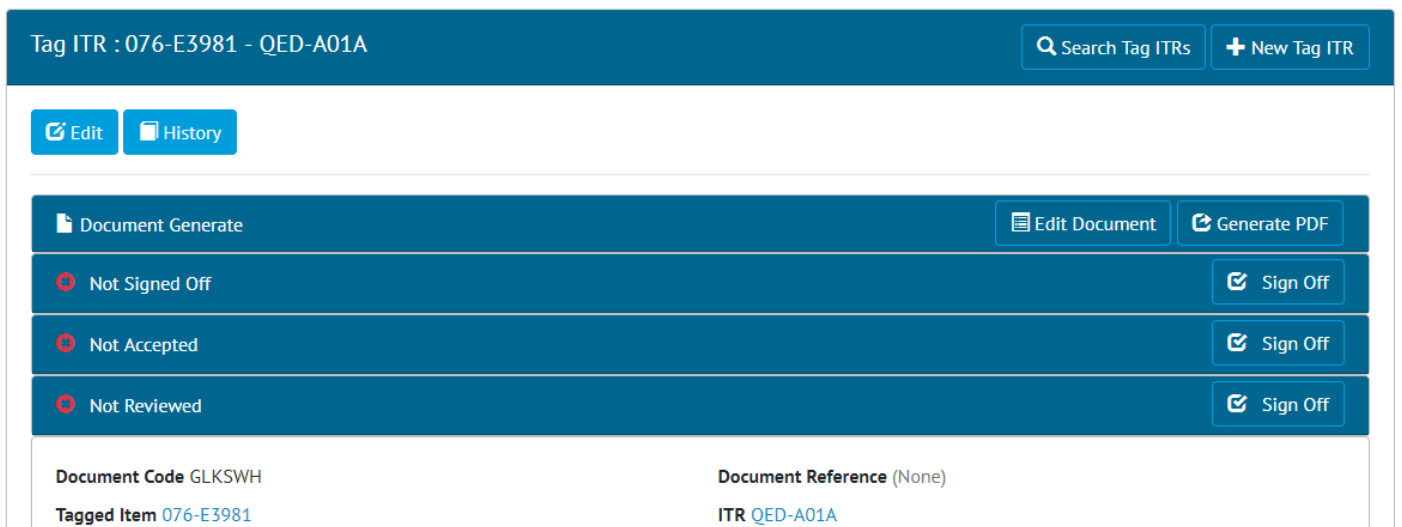 Tag ITR : 076-E3981 - QED-A01A
Search Tag ITRs
New Tag ITR
Edit
History
Document Generate
Edit Document
Generate PDF
Not Signed Off
Sign Off
Not Accepted
Sign Off
Not Reviewed
Sign Off
Document Code GLKSWH
Document Reference (None)
Tagged Item 076-E3981
ITR QED-A01A